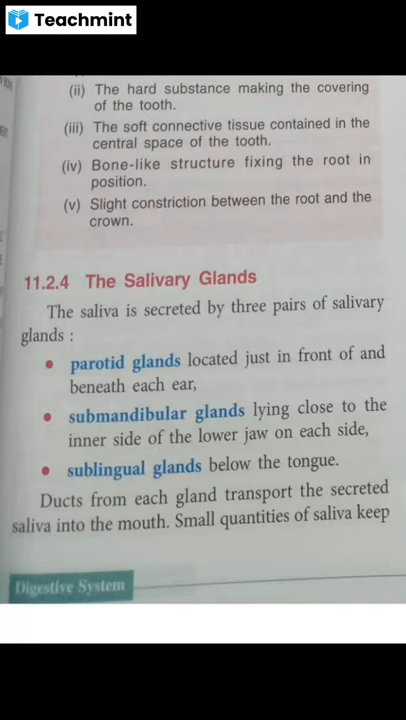 Teachmint
(ii) The hard substance making the covering
of the tooth.
(iii) The soft connective tissue contained in the
central space of the tooth.
(iv) Bone-like structure fixing the root in
position.
(v) Slight constriction between the root and the
crown.
11.2.4 The Salivary Glands
The saliva is secreted by three pairs of salivary
glands :
• parotid glands located just in front of and
beneath each ear,
• submandibular glands lying close to the
inner side of the lower jaw on each side,
• sublingual glands below the tongue.
Ducts from each gland transport the secreted
saliva into the mouth. Small quantities of saliva keep
Digestive System